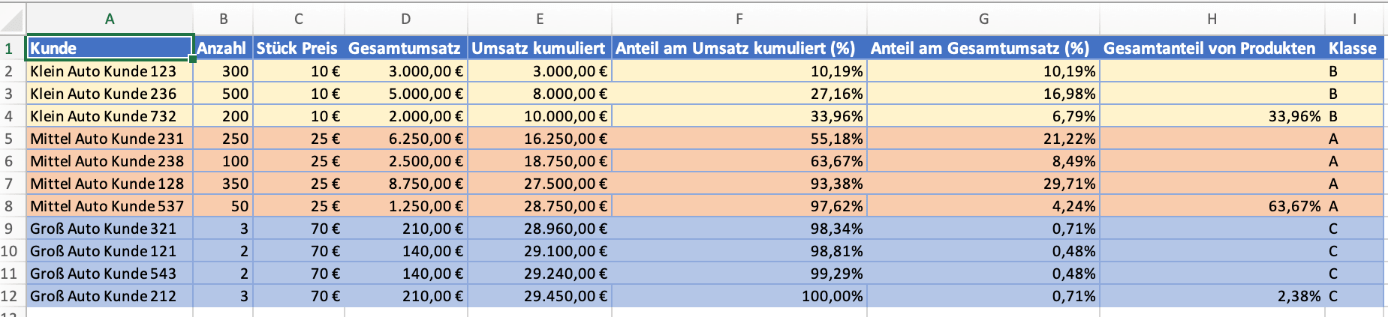 A B C D E F G H I
1 Kunde Anzahl Stück Preis Gesamtumsatz Umsatz kumuliert Anteil am Umsatz kumuliert (%) Anteil am Gesamtumsatz (%) Gesamtanteil von Produkten Klasse
2 Klein Auto Kunde 123 300 10 € 3.000,00 € 3.000,00 € 10,19% 10,19% B
3 Klein Auto Kunde 236 500 10 € 5.000,00 € 8.000,00 € 27,16% 16,98% B
4 Klein Auto Kunde 732 200 10 € 2.000,00 € 10.000,00 € 33,96% 6,79% 33,96% B
5 Mittel Auto Kunde 231 250 25 € 6.250,00 € 16.250,00 € 55,18% 21,22% A
6 Mittel Auto Kunde 238 100 25 € 2.500,00 € 18.750,00 € 63,67% 8,49% A
7 Mittel Auto Kunde 128 350 25 € 8.750,00 € 27.500,00 € 93,38% 29,71% A
8 Mittel Auto Kunde 537 50 25 € 1.250,00 € 28.750,00 € 97,62% 4,24% 63,67% A
9 Groß Auto Kunde 321 3 70 € 210,00 € 28.960,00 € 98,34% 0,71% C
10 Groß Auto Kunde 121 2 70 € 140,00 € 29.100,00 € 98,81% 0,48% C
11 Groß Auto Kunde 543 2 70 € 140,00 € 29.240,00 € 99,29% 0,48% C
12 Groß Auto Kunde 212 3 70 € 210,00 € 29.450,00 € 100,00% 0,71% 2,38% C